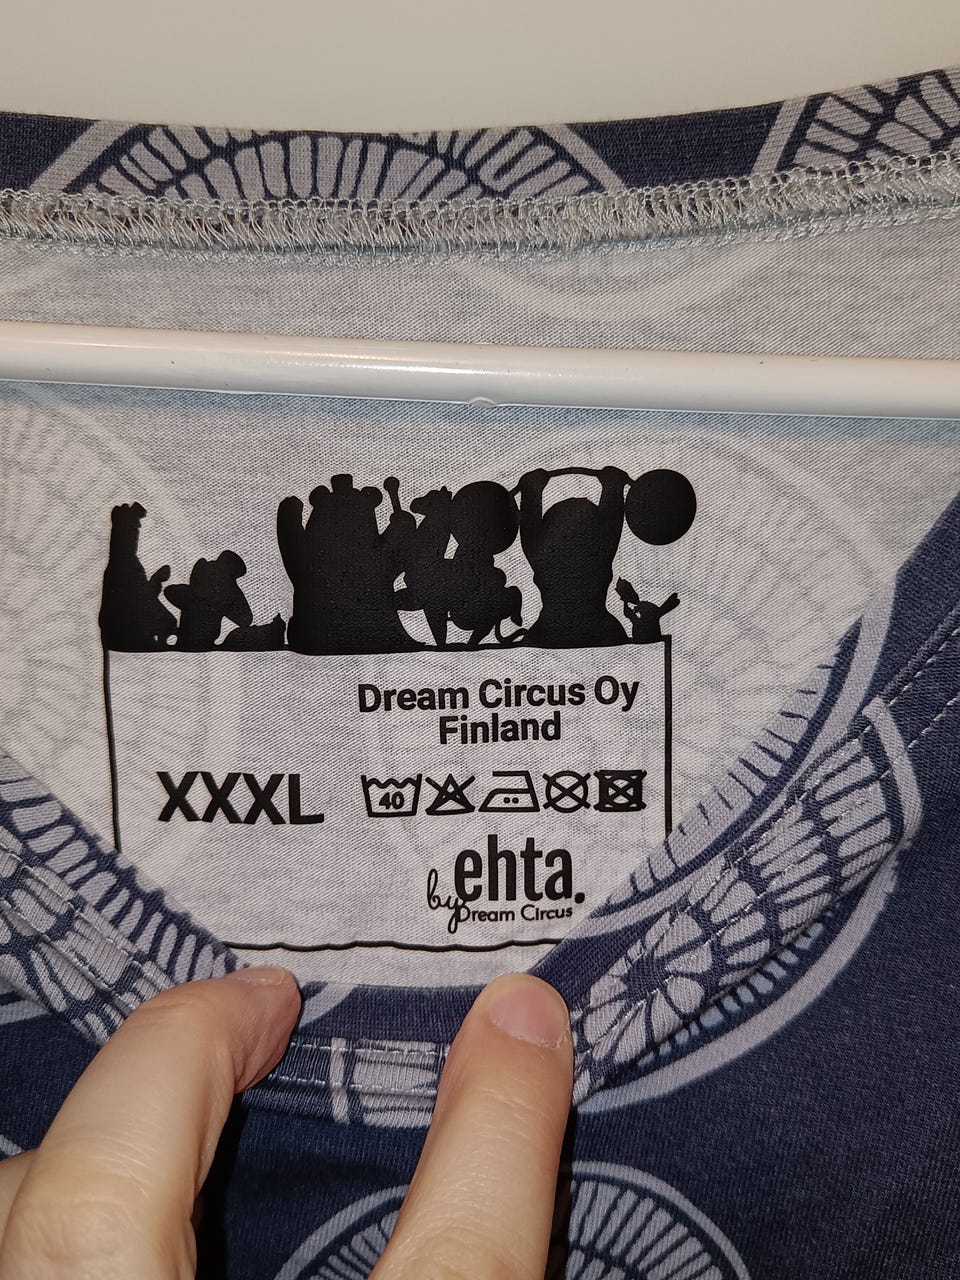 Dream Circus Oy
Finland
XXXL
40
ehta.
by Dream Circus